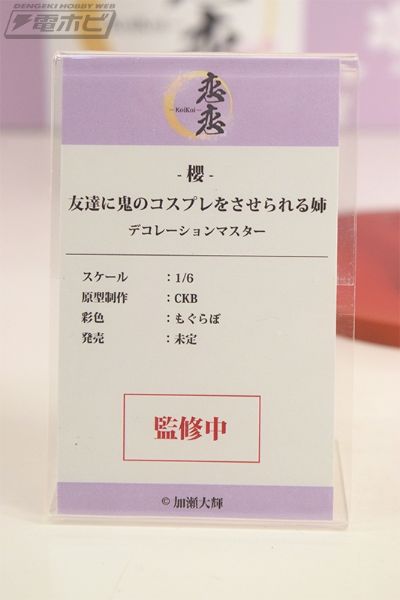 DENGEKI HOBBY WEB
電ホビ
恋恋
KoiKoi
- 櫻 -
友達に鬼のコスプレをさせられる姉
デコレーションマスター
スケール ：1/6
原型制作 ：CKB
彩色 ：もぐらぼ
発売 ：未定
監修中
© 加瀬大輝